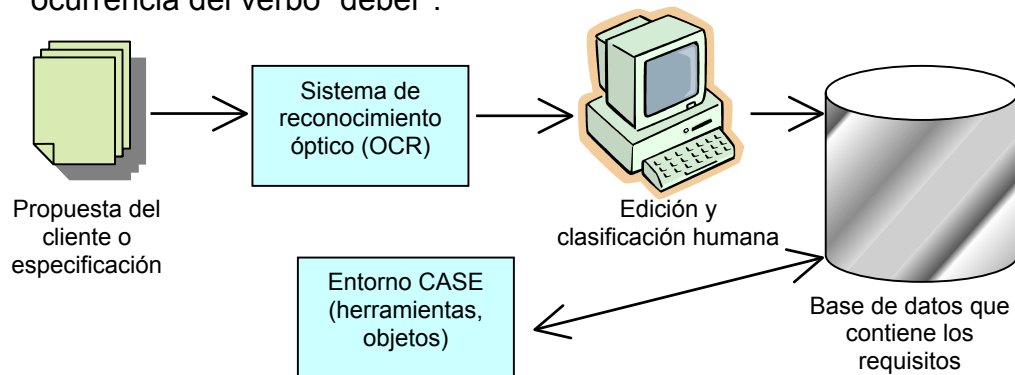 ocurrencia del verbo "deber".
Sistema de
reconocimiento
óptico (OCR)
Propuesta del
cliente o
especificación
Edición y
clasificación humana
Entorno CASE
(herramientas,
objetos)
Base de datos que
contiene los
requisitos